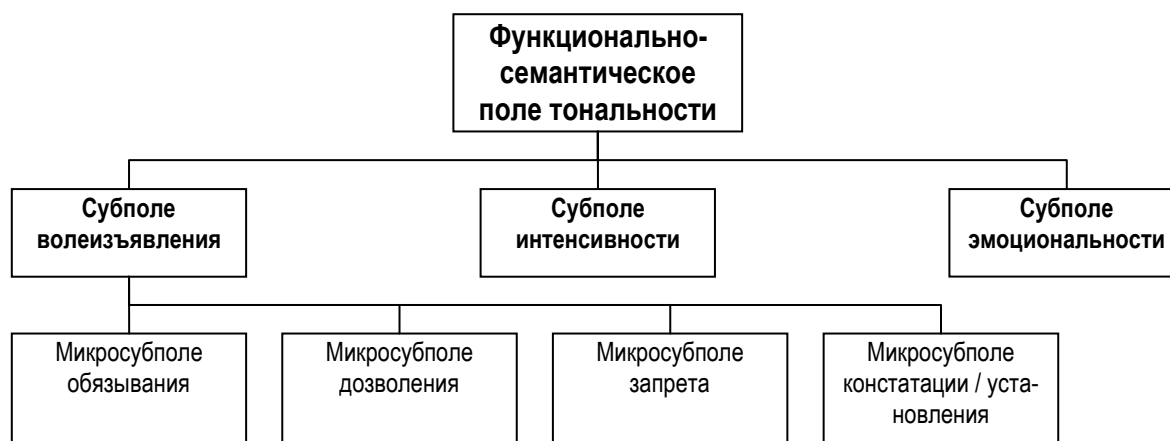 Функционально-
семантическое
поле тональности
Субполе
волеизъявления
Субполе
интенсивности
Субполе
эмоциональности
Микросубполе
обязывания
Микросубполе
дозволения
Микросубполе
запрета
Микросубполе
констатации / уста-
новления